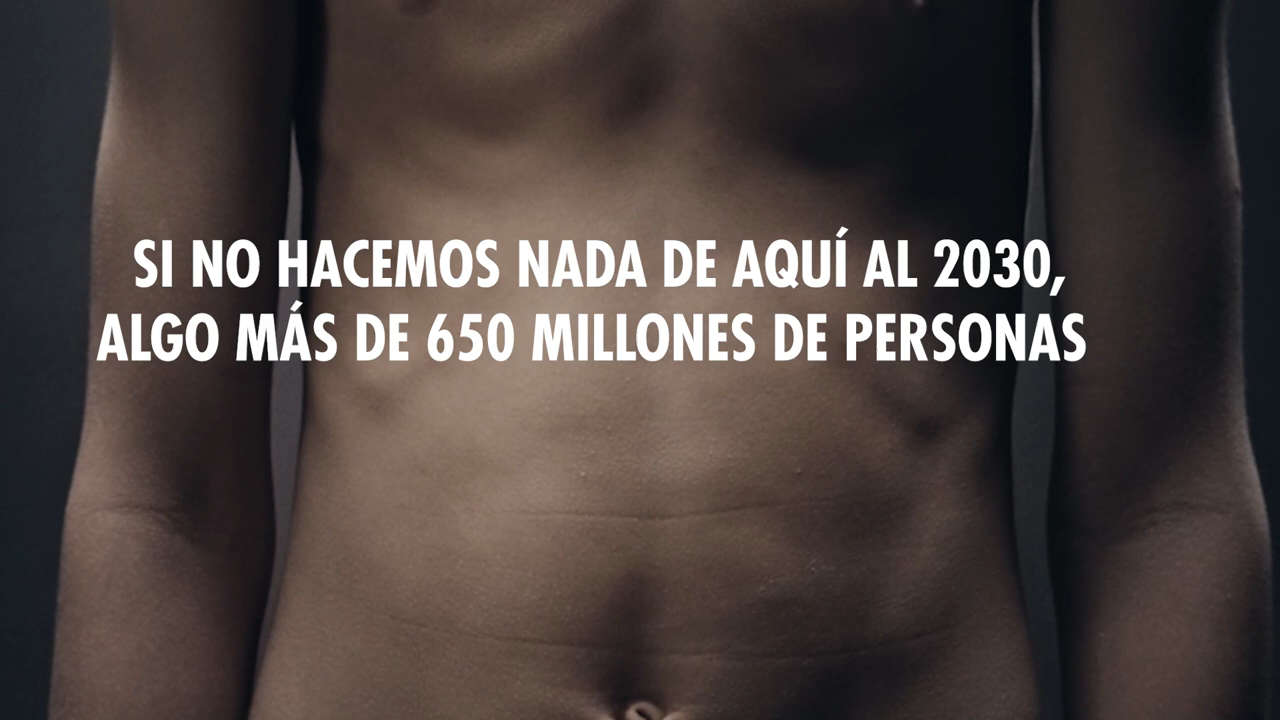 SI NO HACEMOS NADA DE AQUÍ AL 2030,
ALGO MÁS DE 650 MILLONES DE PERSONAS